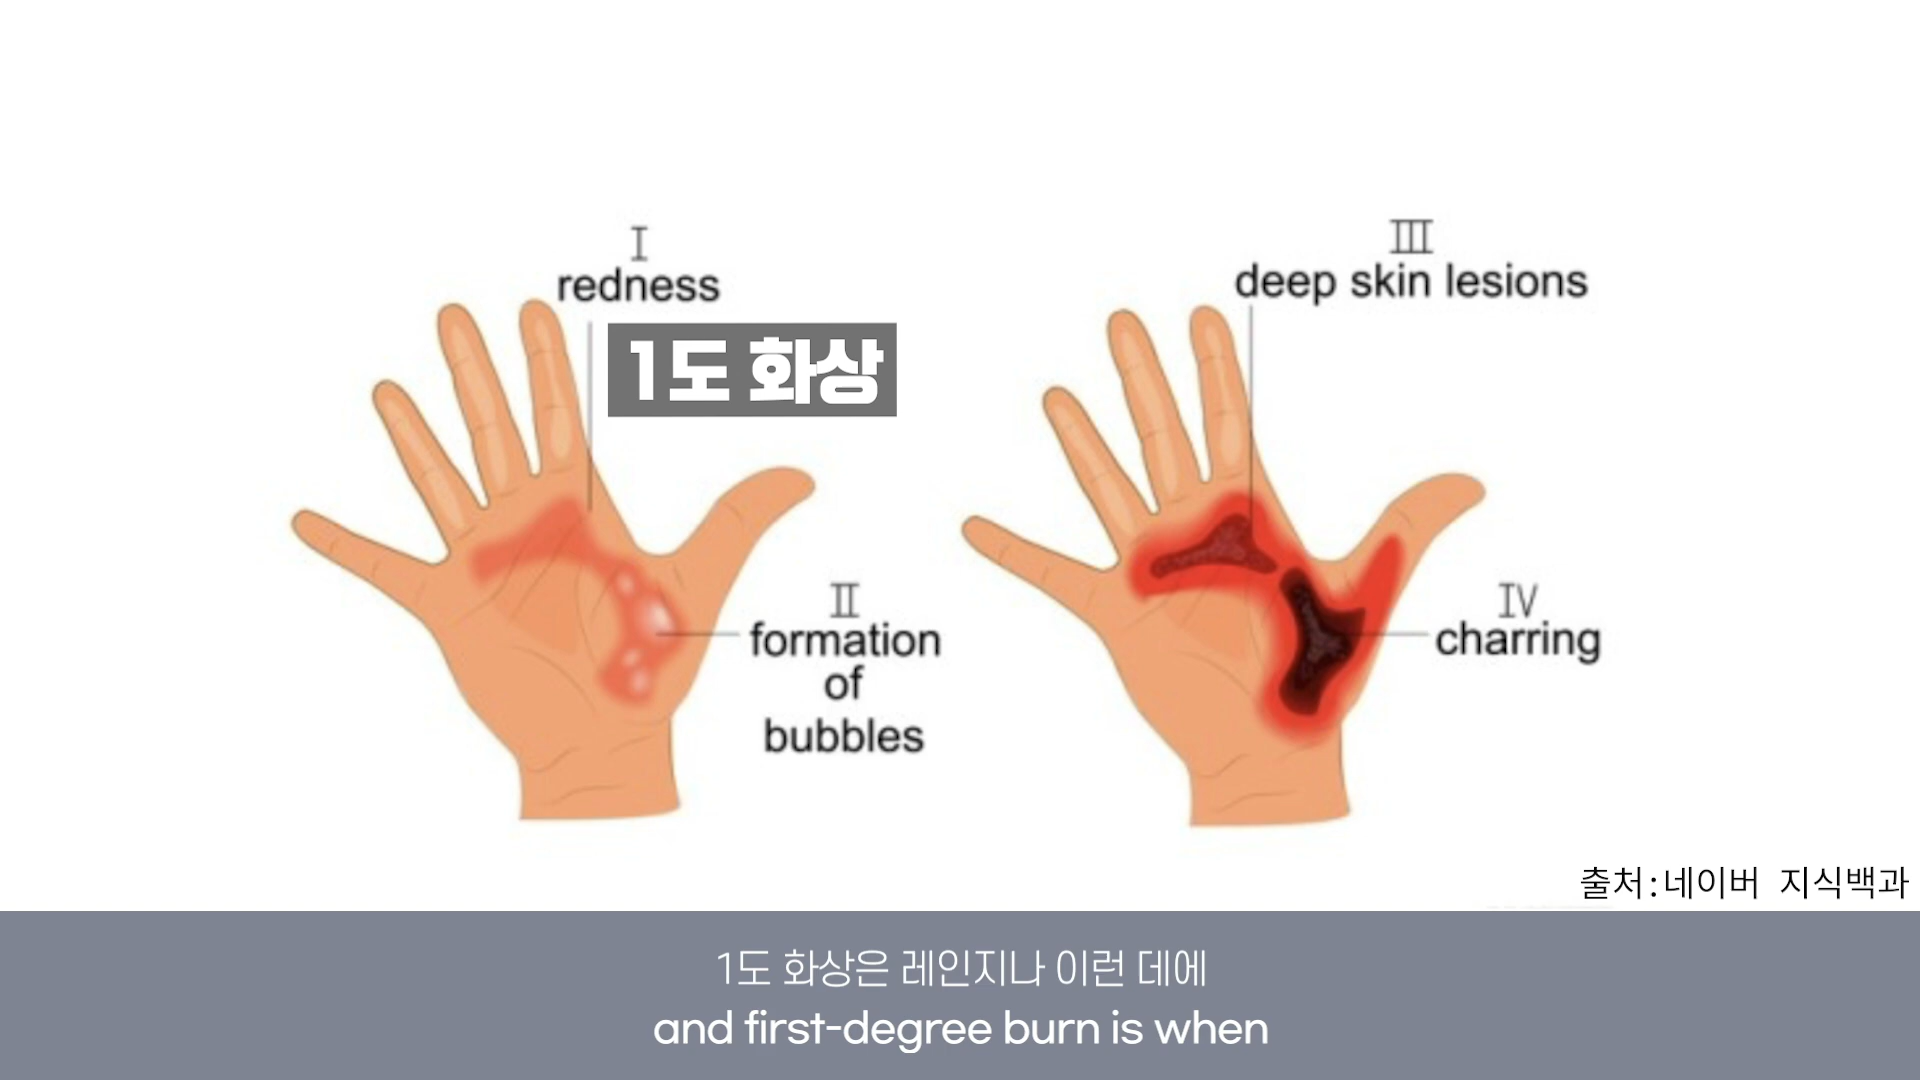 I
redness
1도 화상
II
formation
of
bubbles
III
deep skin lesions
IV
charring
출처:네이버 지식백과
1도 화상은 레인지나 이런 데에
and first-degree burn is when